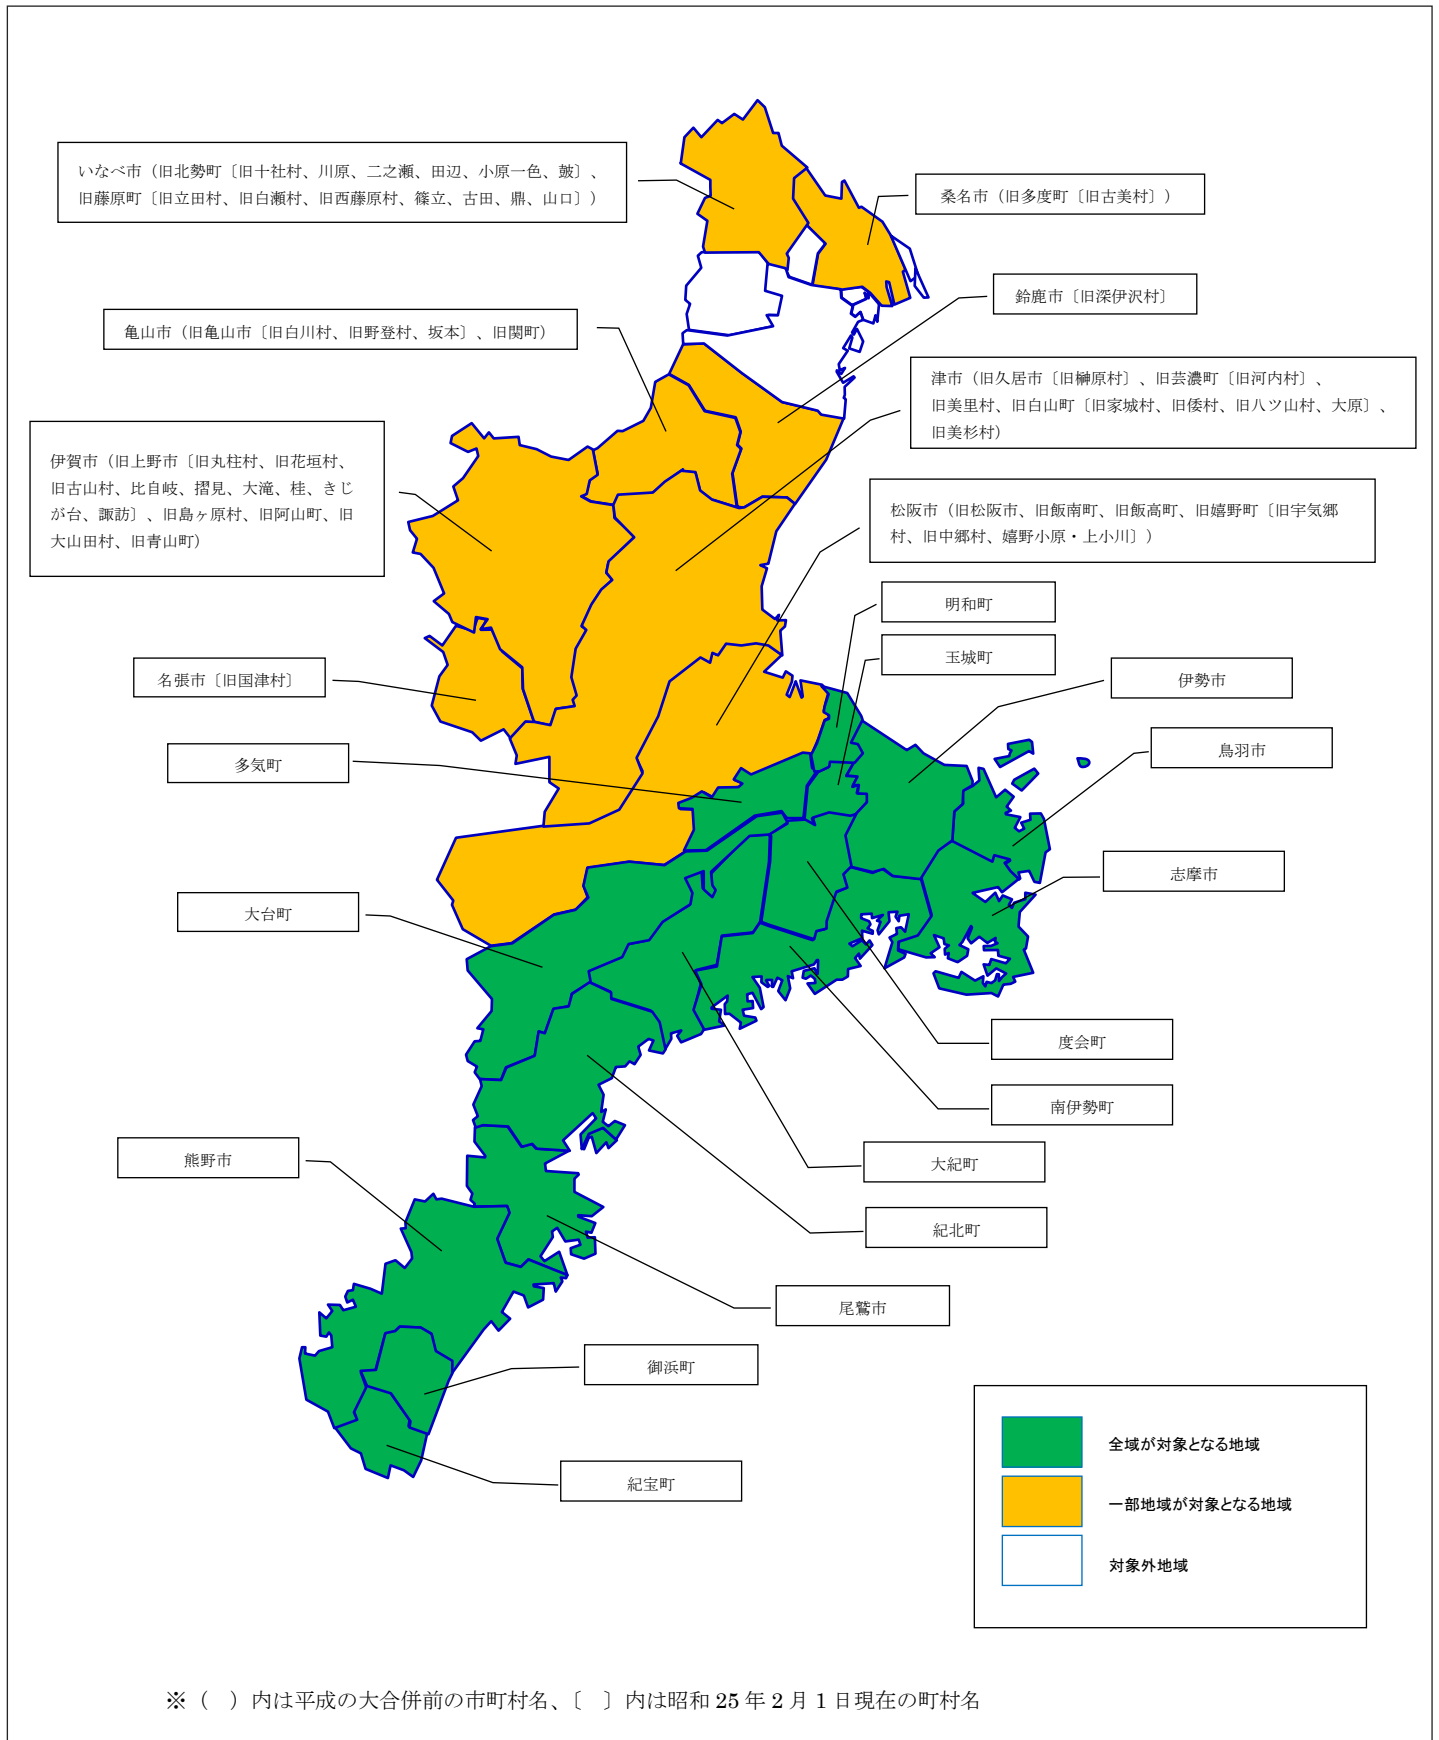 いなべ市（旧北勢町〔旧十社村、川原、二之瀬、田辺、小原一色、皷〕、
旧藤原町〔旧立田村、旧白瀬村、旧西藤原村、篠立、古田、鼎、山口〕）
桑名市（旧多度町〔旧古美村〕）
鈴鹿市〔旧深伊沢村〕
亀山市（旧亀山市〔旧白川村、旧野登村、坂本〕、旧関町）
津市（旧久居市〔旧榊原村〕、旧芸濃町〔旧河内村〕、
旧美里村、旧白山町〔旧家城村、旧倭村、旧八ツ山村、大原〕、
旧美杉村）
伊賀市（旧上野市〔旧丸柱村、旧花垣村、
旧古山村、比自岐、摺見、大滝、桂、きじ
が台、諏訪〕、旧島ヶ原村、旧阿山町、旧
大山田村、旧青山町）
松阪市（旧松阪市、旧飯南町、旧飯高町、旧嬉野町〔旧宇気郷
村、旧中郷村、嬉野小原・上小川〕）
明和町
玉城町
名張市〔旧国津村〕
伊勢市
多気町
鳥羽市
志摩市
大台町
度会町
南伊勢町
熊野市
大紀町
紀北町
尾鷲市
御浜町
紀宝町
全域が対象となる地域
一部地域が対象となる地域
対象外地域
※（　）内は平成の大合併前の市町村名、〔　〕内は昭和 25 年 2 月 1 日現在の町村名